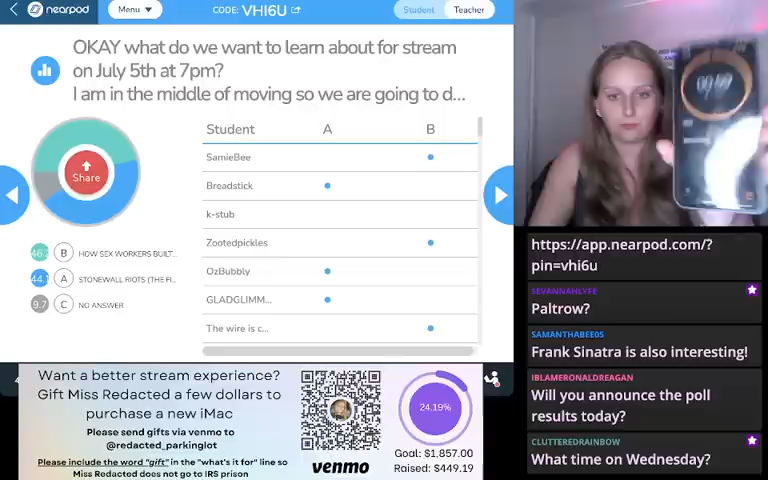 nearpod
Menu
CODE: VHI6U
Student
Teacher
OKAY what do we want to learn about for stream
on July 5th at 7pm?
I am in the middle of moving so we are going to d...
Share
Student A B
SamieBee
Breadstick
k-stub
Zootedpickles
OzBubbly
GLADGLIMM...
The wire is c...
B HOW SEX WORKERS BUILT...
44.1 A STONEWALL RIOTS (THE FI...
9.7 C NO ANSWER
Want a better stream experience?
Gift Miss Redacted a few dollars to
purchase a new iMac
Please send gifts via venmo to
@redacted_parkinglot
Please include the word "gift" in the "what's it for" line so
Miss Redacted does not go to IRS prison
venmo
24.19%
Goal: $1,857.00
Raised: $449.19
https://app.nearpod.com/?
pin=vhi6u
SEVANNAHLYFE
Paltrow?
SAMANTHABEE0S
Frank Sinatra is also interesting!
IBLAMERONALDREAGAN
Will you announce the poll
results today?
CLUTTEREDRAINBOW
What time on Wednesday?